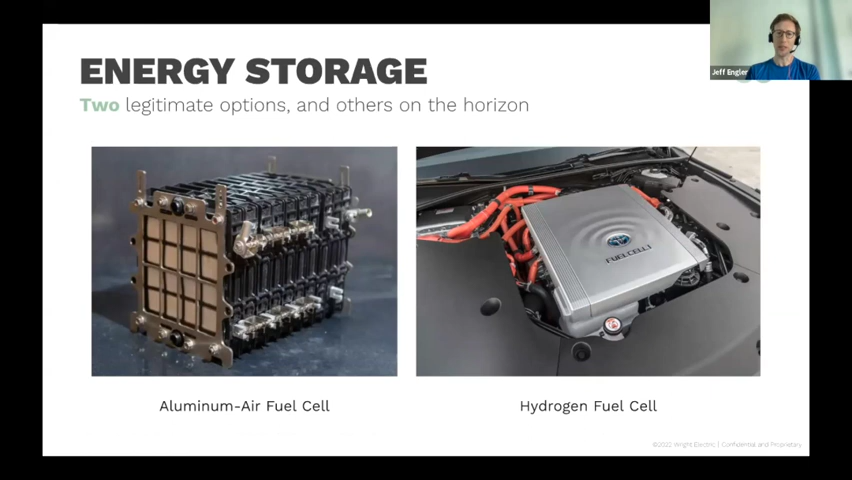 ENERGY STORAGE
Two legitimate options, and others on the horizon
Jeff Engler
FUEL CELL
Aluminum-Air Fuel Cell
Hydrogen Fuel Cell
©2022 Wright Electric | Confidential and Proprietary